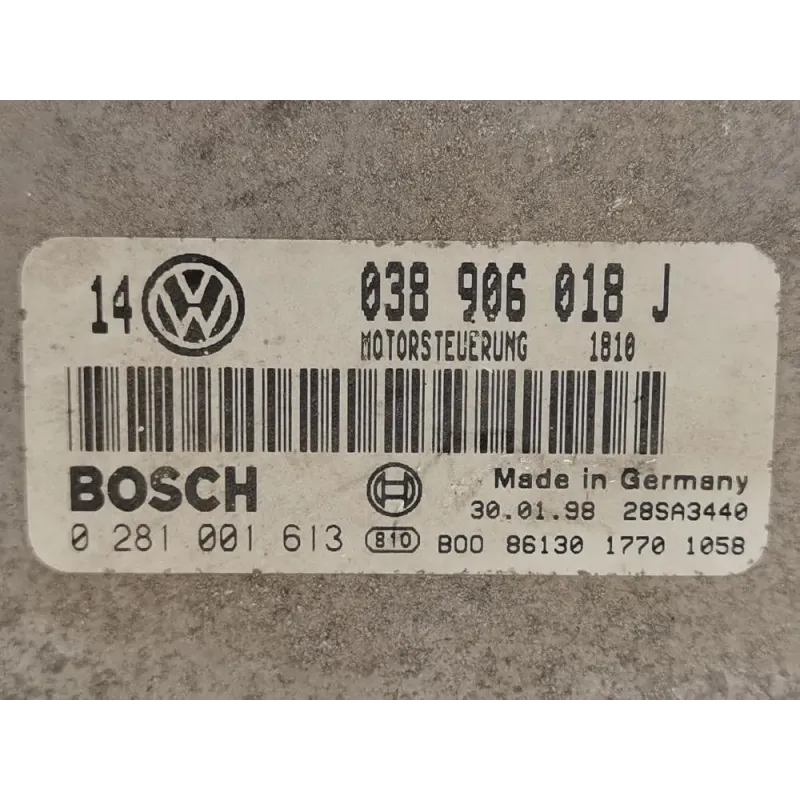 14 VW 038 906 018 J
MOTORSTEUERUNG 1810
BOSCH
Made in Germany
30.01.98 28SA3440
0 281 001 613 810 B00 86130 1770 1058